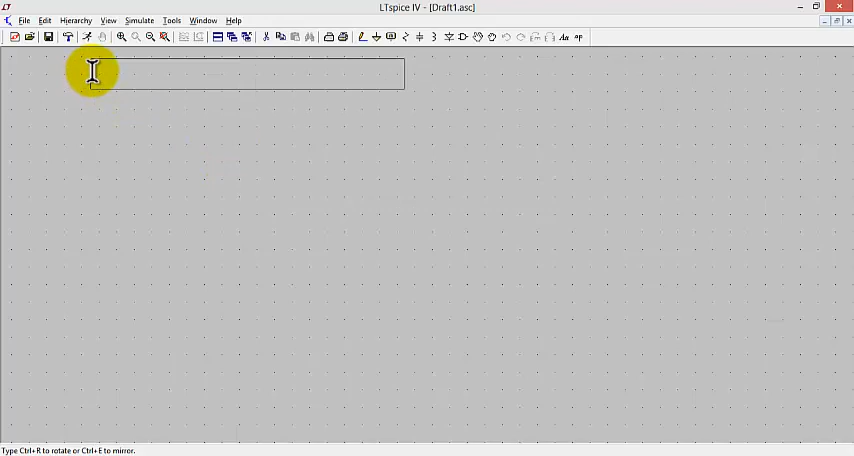 LTspice IV - [Draft1.asc]
File Edit Hierarchy View Simulate Tools Window Help
Aa .op
Type Ctrl+R to rotate or Ctrl+E to mirror.